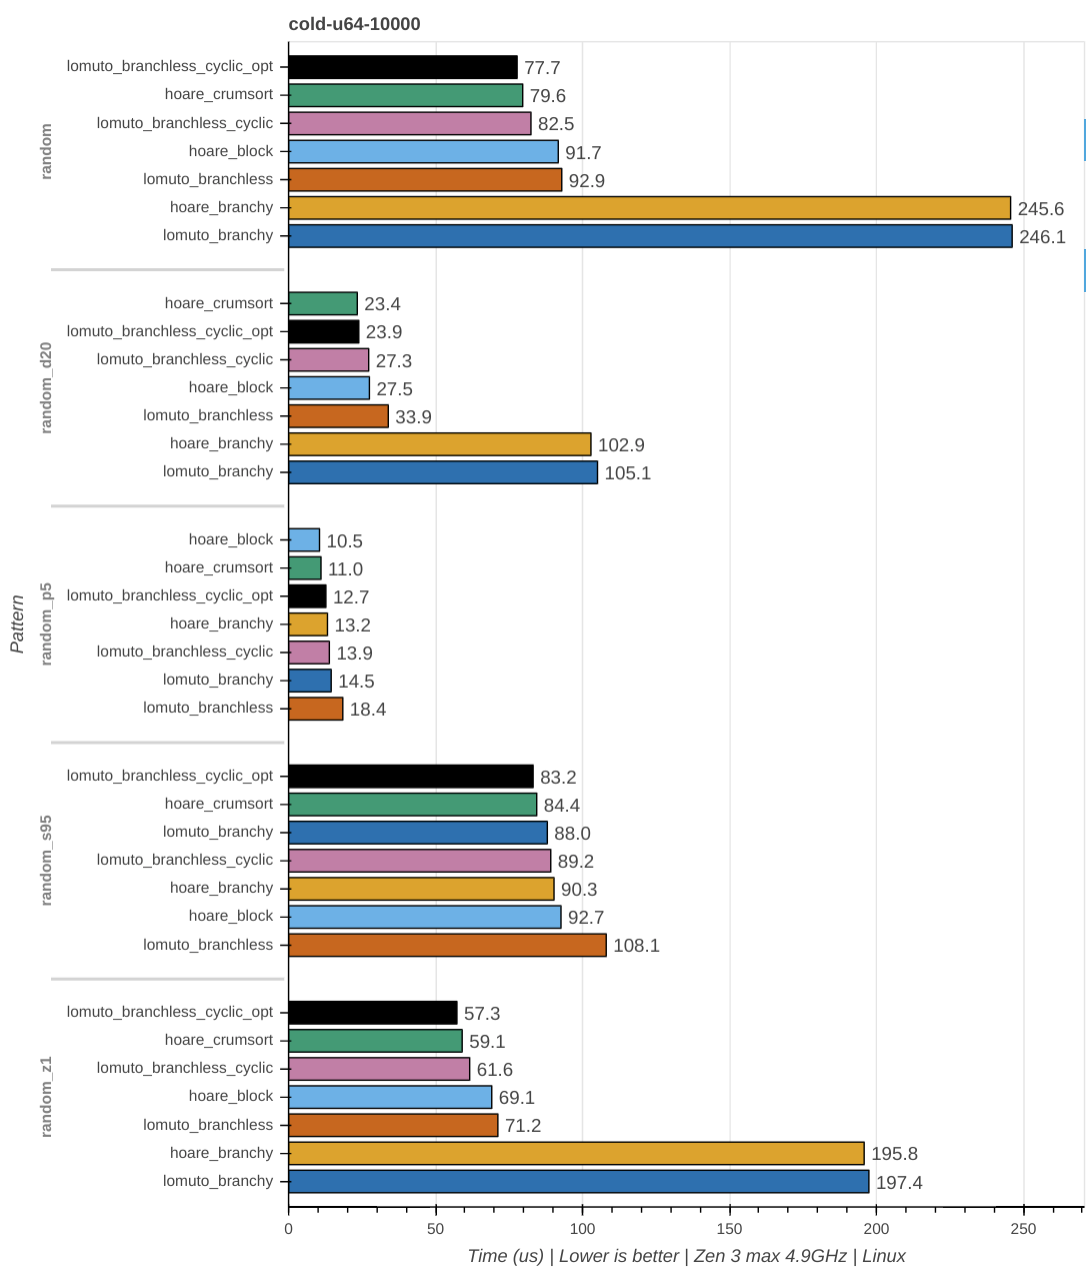 cold-u64-10000
Pattern
random
lomuto_branchless_cyclic_opt 77.7
hoare_crumsort 79.6
lomuto_branchless_cyclic 82.5
hoare_block 91.7
lomuto_branchless 92.9
hoare_branchy 245.6
lomuto_branchy 246.1
random_d20
hoare_crumsort 23.4
lomuto_branchless_cyclic_opt 23.9
lomuto_branchless_cyclic 27.3
hoare_block 27.5
lomuto_branchless 33.9
hoare_branchy 102.9
lomuto_branchy 105.1
random_p5
hoare_block 10.5
hoare_crumsort 11.0
lomuto_branchless_cyclic_opt 12.7
hoare_branchy 13.2
lomuto_branchless_cyclic 13.9
lomuto_branchy 14.5
lomuto_branchless 18.4
random_s95
lomuto_branchless_cyclic_opt 83.2
hoare_crumsort 84.4
lomuto_branchy 88.0
lomuto_branchless_cyclic 89.2
hoare_branchy 90.3
hoare_block 92.7
lomuto_branchless 108.1
random_z1
lomuto_branchless_cyclic_opt 57.3
hoare_crumsort 59.1
lomuto_branchless_cyclic 61.6
hoare_block 69.1
lomuto_branchless 71.2
hoare_branchy 195.8
lomuto_branchy 197.4
0 50 100 150 200 250
Time (us) | Lower is better | Zen 3 max 4.9GHz | Linux